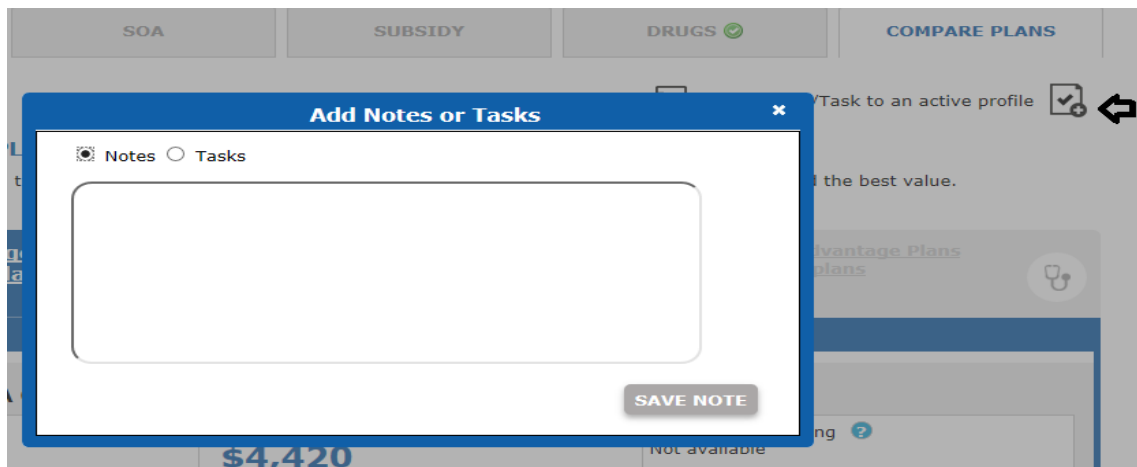 SOA SUBSIDY DRUGS COMPARE PLANS
/Task to an active profile
Add Notes or Tasks ×
Notes Tasks
the best value.
dvantage Plans
plans
SAVE NOTE
ng ?
Not available
$4,420